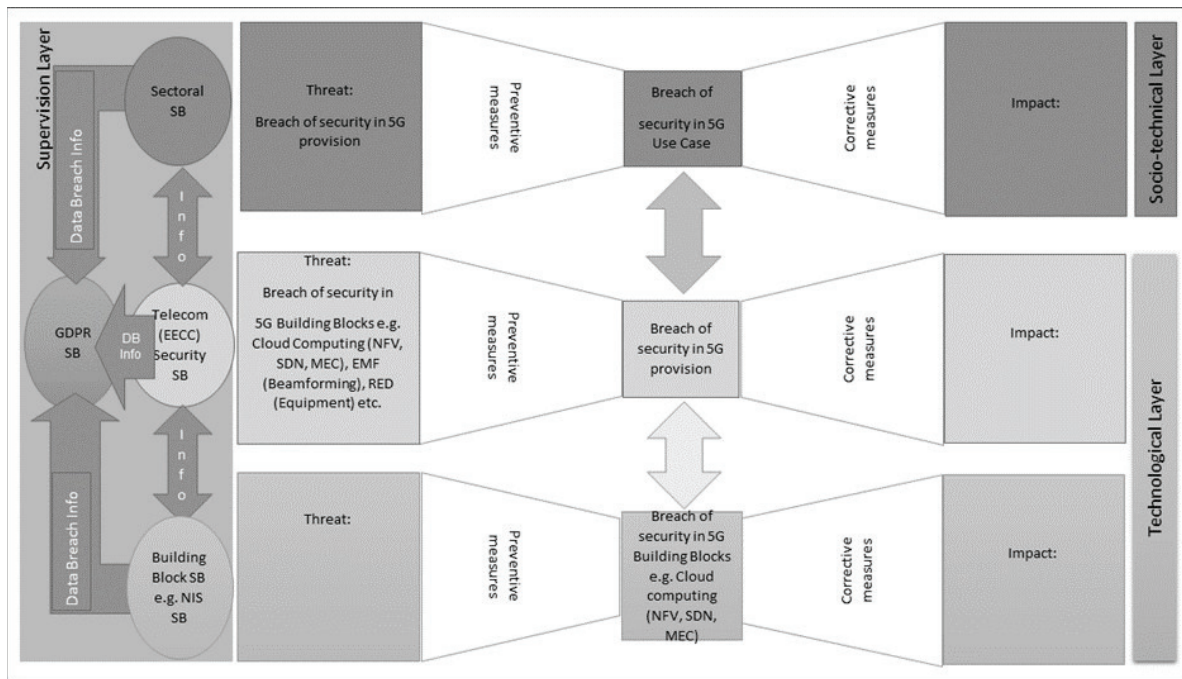 Supervision Layer
Sectoral
SB
Data Breach Info
Info
GDPR
SB
DB
Info
Telecom
(EECC)
Security
SB
Info
Data Breach Info
Building
Block SB
e.g. NIS
SB
Threat:
Breach of security in 5G
provision
Preventive
measures
Breach of
security in 5G
Use Case
Corrective
measures
Impact:
Socio-technical Layer
Threat:
Breach of security in
5G Building Blocks e.g.
Cloud Computing (NFV,
SDN, MEC), EMF
(Beamforming), RED
(Equipment) etc.
Preventive
measures
Breach of
security in 5G
provision
Corrective
measures
Impact:
Technological Layer
Threat:
Preventive
measures
Breach of
security in 5G
Building Blocks
e.g. Cloud
computing
(NFV, SDN,
MEC)
Corrective
measures
Impact: